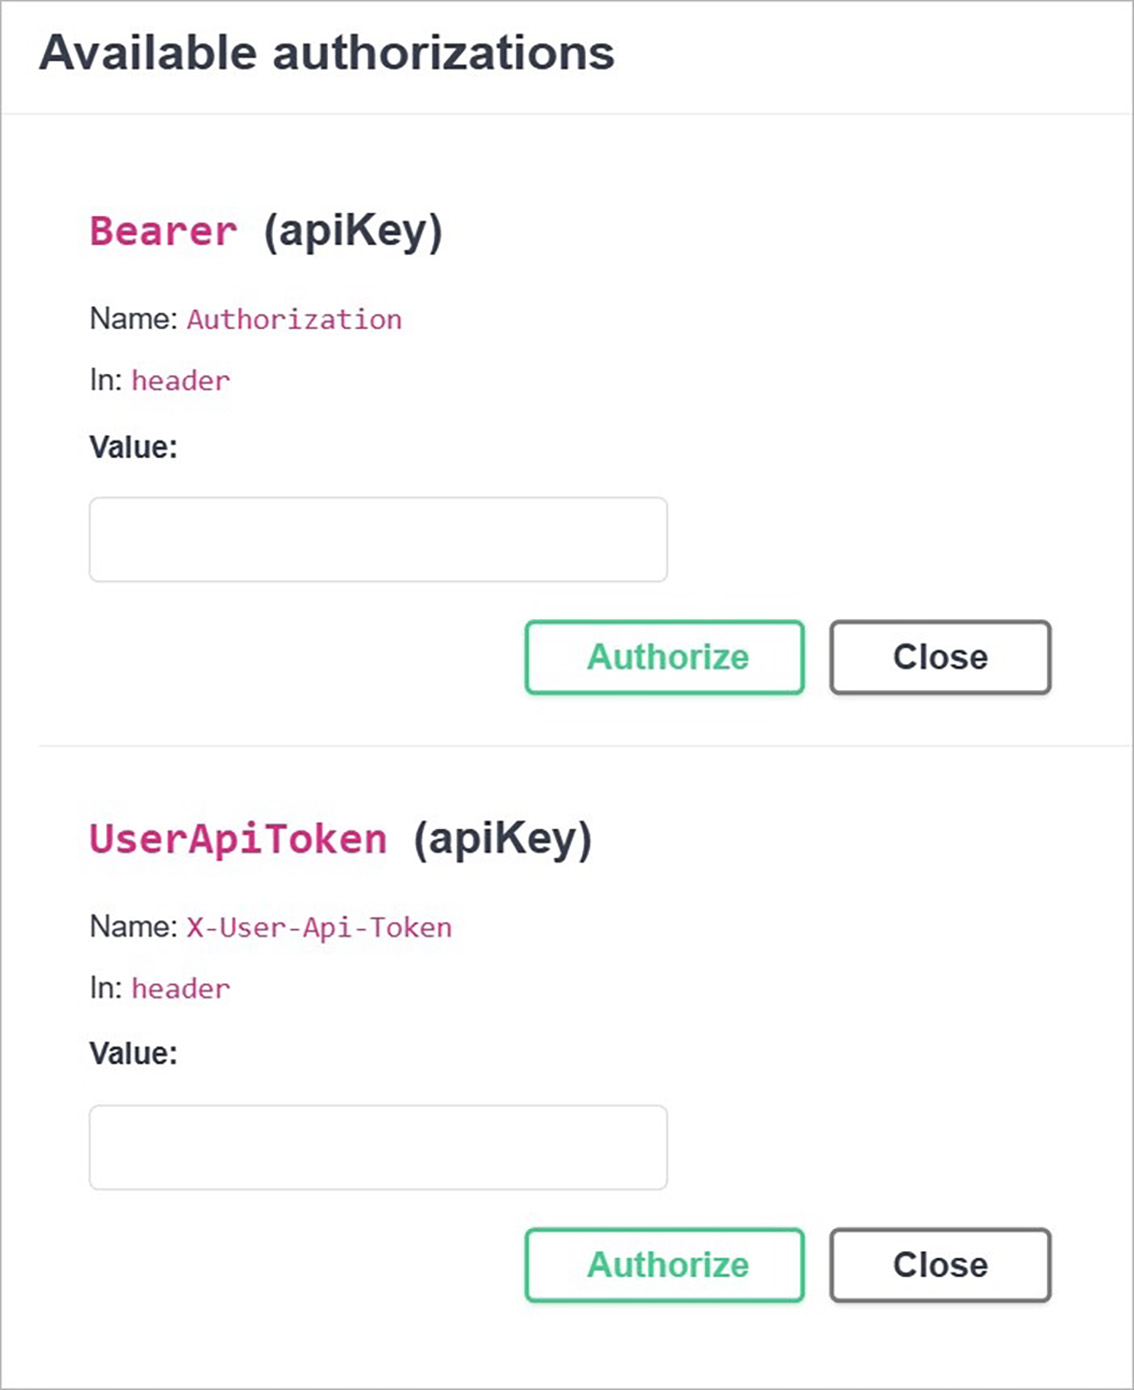 Available authorizations
Bearer (apiKey)
Name: Authorization
In: header
Value:
Authorize Close
UserApiToken (apiKey)
Name: X-User-Api-Token
In: header
Value:
Authorize Close